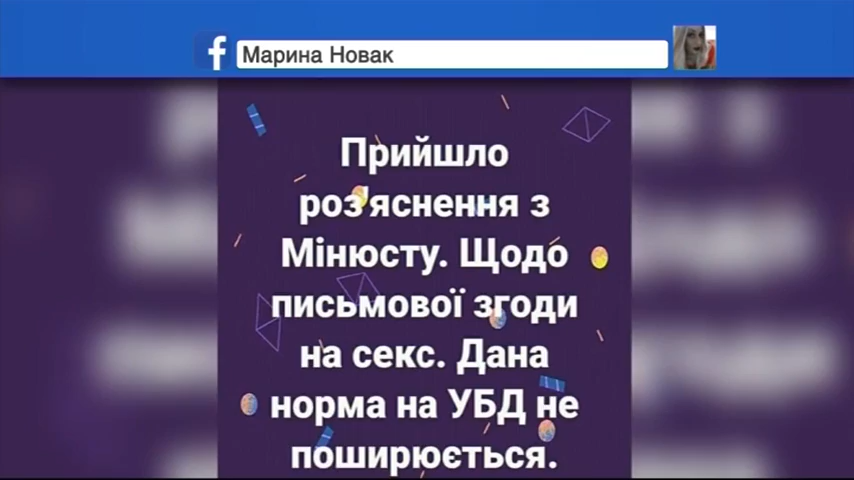 f Марина Новак
Прийшло
роз'яснення з
Мінюсту. Щодо
письмової згоди
на секс. Дана
норма на УБД не
поширюється.